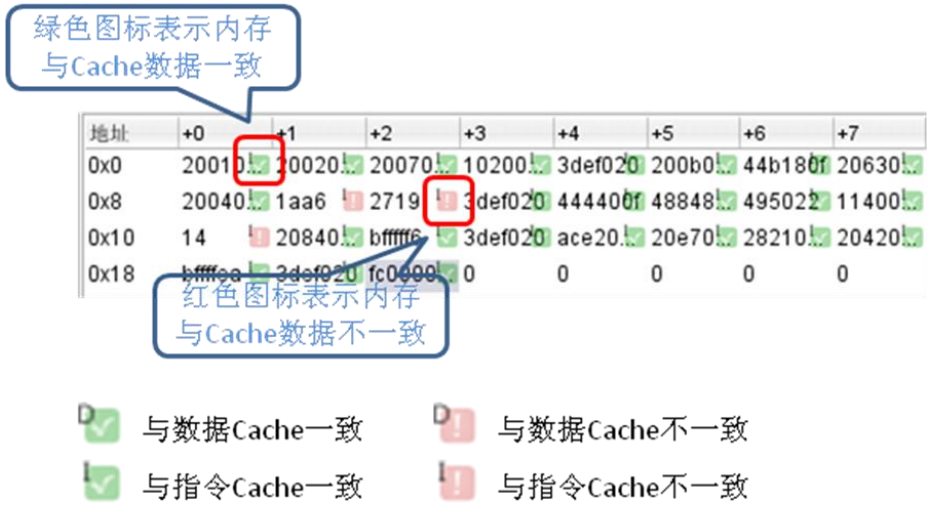 绿色图标表示内存
与Cache数据一致
地址 +0 +1 +2 +3 +4 +5 +6 +7
0x0 20010... 20020... 20070... 10200... 3def020 200b0... 44b180f 20630...
0x8 20040... 1aa6 2719 3def020 444400f 48848... 495022 11400...
0x10 14 20840... bfffff6 3def020 ace20... 20e70... 28210... 20420...
0x18 bffffea 3def020 fc0000... 0 0 0 0 0
红色图标表示内存
与Cache数据不一致
D 与数据Cache一致 D 与数据Cache不一致
I 与指令Cache一致 I 与指令Cache不一致